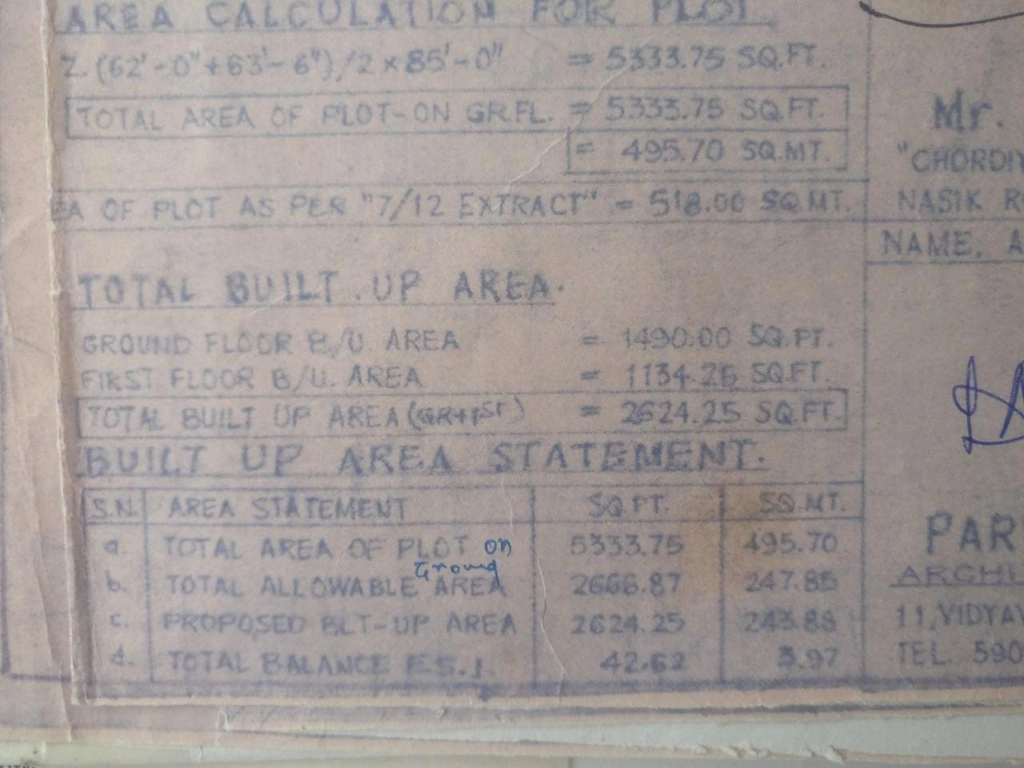 AREA CALCULATION FOR PLOT
(62'-0"+63'-6")/2 x 85'-0" = 5333.75 SQ.FT.
TOTAL AREA OF PLOT-ON GR.FL. = 5333.75 SQ.FT.
= 495.70 SQ.MT.
EA OF PLOT AS PER "7/12 EXTRACT" = 518.00 SQ.MT.
TOTAL BUILT UP AREA.
GROUND FLOOR B/U. AREA = 1490.00 SQ.FT.
FIRST FLOOR B/U. AREA = 1134.25 SQ.FT.
TOTAL BUILT UP AREA (GR+1ST) = 2624.25 SQ.FT.
BUILT UP AREA STATEMENT.
S.N. AREA STATEMENT SQ.FT. SQ.MT.
a. TOTAL AREA OF PLOT on Ground 5333.75 495.70
b. TOTAL ALLOWABLE AREA 2666.87 247.85
c. PROPOSED BLT-UP AREA 2624.25 243.88
d. TOTAL BALANCE F.S.I. 42.62 3.97
Mr.
"CHORDIY
NASIK R
NAME, A
PAR
ARCHI
11, VIDYA
TEL. 590